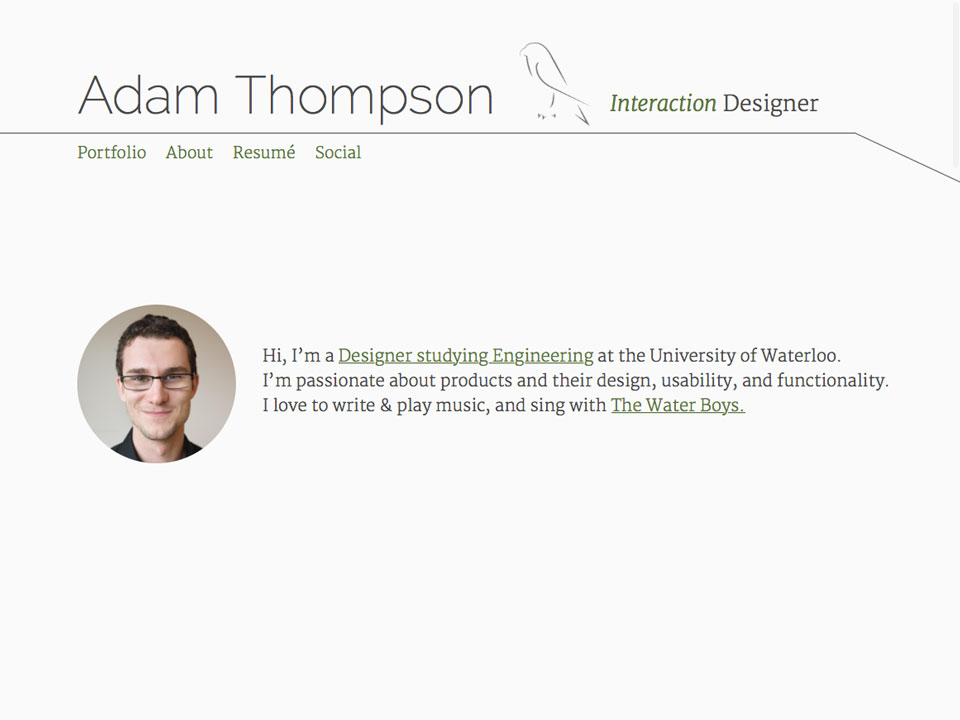 Adam Thompson
Interaction Designer
Portfolio About Resumé Social
Hi, I’m a Designer studying Engineering at the University of Waterloo.
I’m passionate about products and their design, usability, and functionality.
I love to write & play music, and sing with The Water Boys.